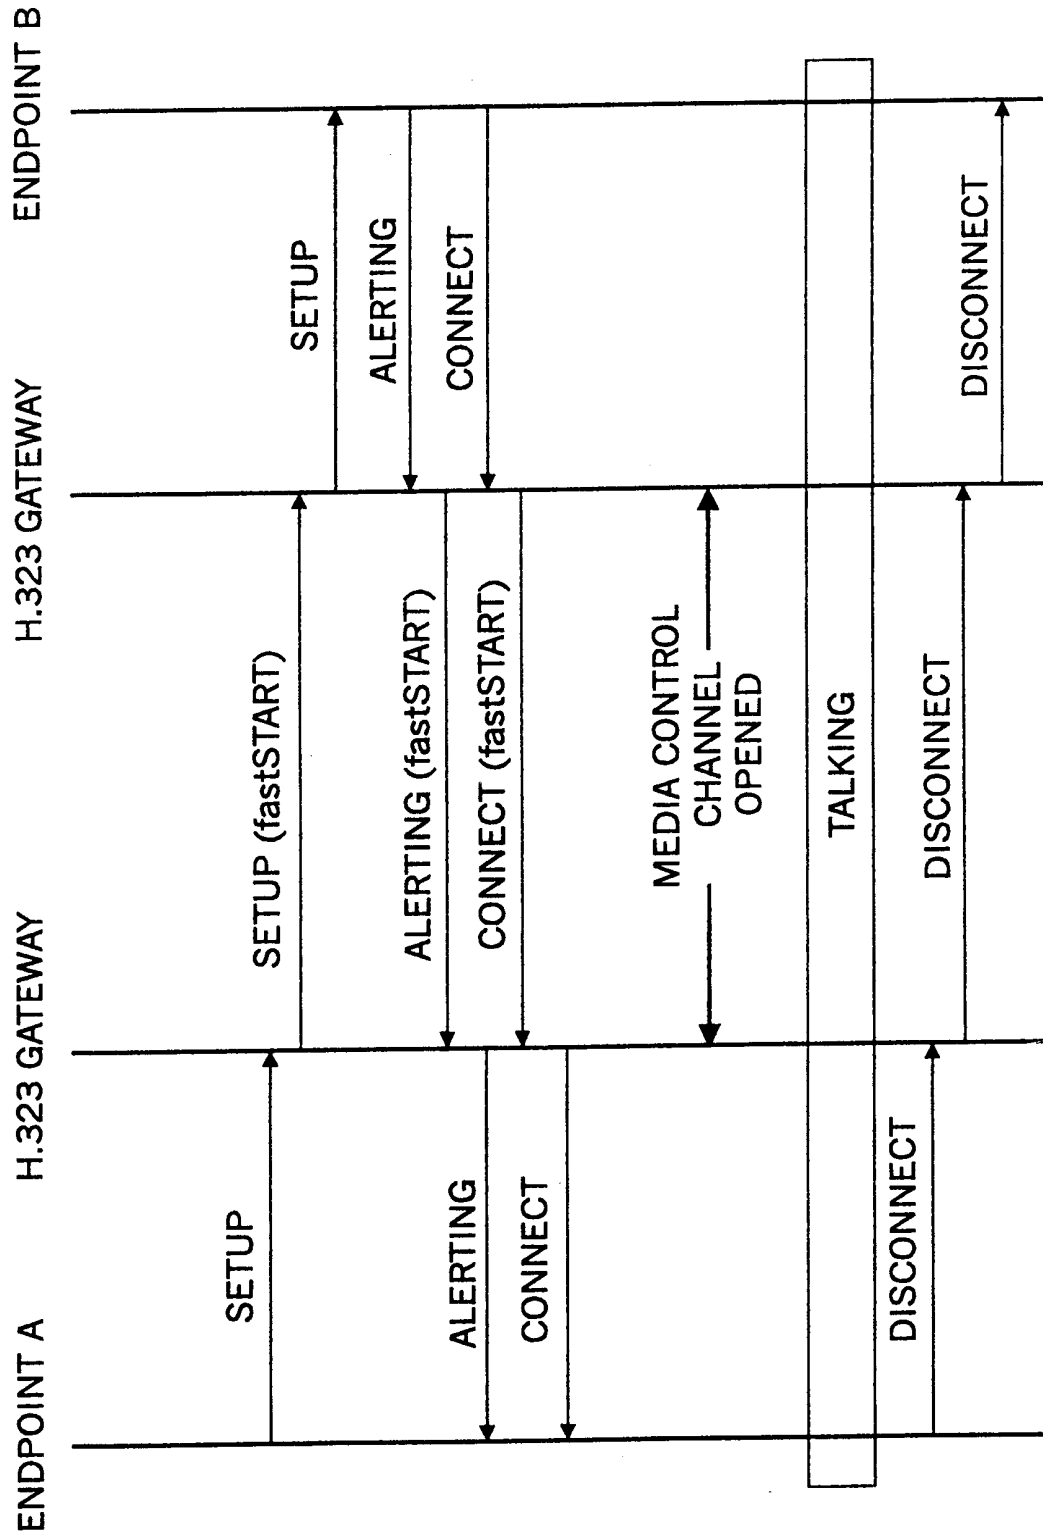 ENDPOINT A
H.323 GATEWAY
H.323 GATEWAY
ENDPOINT B
SETUP
SETUP (fastSTART)
SETUP
ALERTING
ALERTING (fastSTART)
ALERTING
CONNECT
CONNECT (fastSTART)
CONNECT
MEDIA CONTROL
CHANNEL
OPENED
TALKING
DISCONNECT
DISCONNECT
DISCONNECT